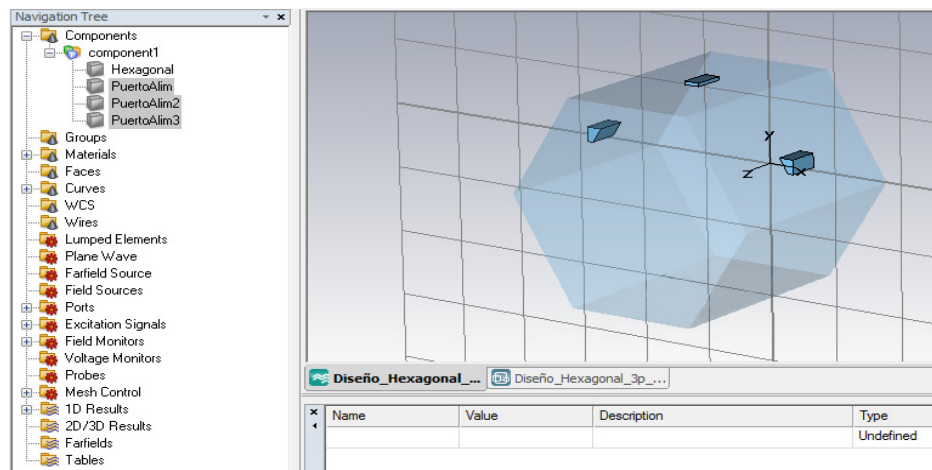 Navigation Tree
Components
component1
Hexagonal
PuertoAlim
PuertoAlim2
PuertoAlim3
Groups
Materials
Faces
Curves
WCS
Wires
Lumped Elements
Plane Wave
Farfield Source
Field Sources
Ports
Excitation Signals
Field Monitors
Voltage Monitors
Probes
Mesh Control
1D Results
2D/3D Results
Farfields
Tables
Y
Z
X
Diseño_Hexagonal_... Diseño_Hexagonal_3p_...
Name Value Description Type
Undefined